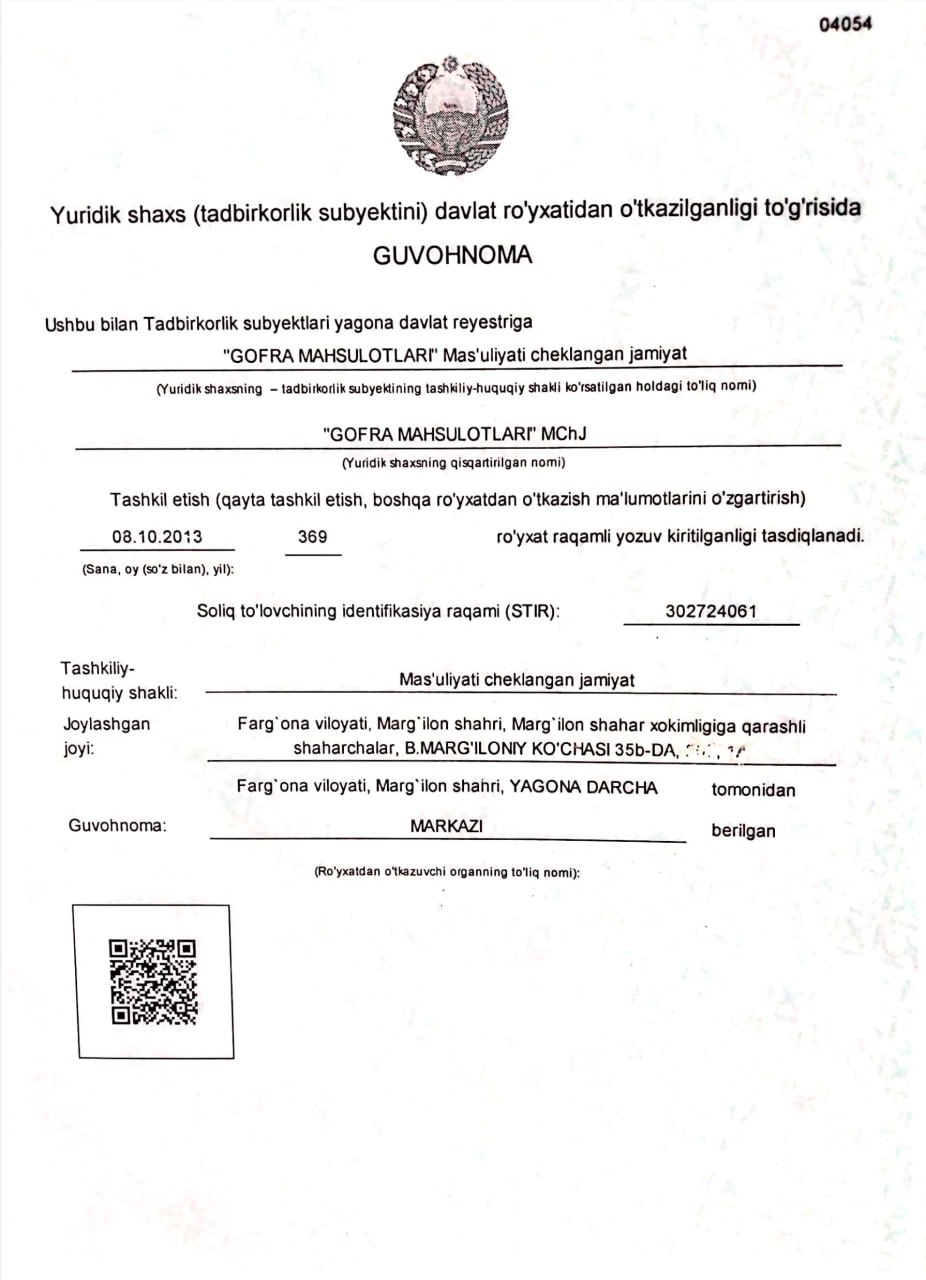 04054
Yuridik shaxs (tadbirkorlik subyektini) davlat ro'yxatidan o'tkazilganligi to'g'risida
GUVOHNOMA
Ushbu bilan Tadbirkorlik subyektlari yagona davlat reyestriga
"GOFRA MAHSULOTLARI" Mas'uliyati cheklangan jamiyat
(Yuridik shaxsning – tadbirkorlik subyektining tashkiliy-huquqiy shakli ko'rsatilgan holdagi to'liq nomi)
"GOFRA MAHSULOTLARI" MChJ
(Yuridik shaxsning qisqartirilgan nomi)
Tashkil etish (qayta tashkil etish, boshqa ro'yxatdan o'tkazish ma'lumotlarini o'zgartirish)
08.10.2013 369 ro'yxat raqamli yozuv kiritilganligi tasdiqlanadi.
(Sana, oy (so'z bilan), yil):
Soliq to'lovchining identifikasiya raqami (STIR): 302724061
Tashkiliy-
huquqiy shakli: Mas'uliyati cheklangan jamiyat
Joylashgan Farg`ona viloyati, Marg`ilon shahri, Marg`ilon shahar xokimligiga qarashli
joyi: shaharchalar, B.MARG'ILONIY KO'CHASI 35b-DA,
Farg`ona viloyati, Marg`ilon shahri, YAGONA DARCHA tomonidan
Guvohnoma: MARKAZI berilgan
(Ro'yxatdan o'tkazuvchi organning to'liq nomi):